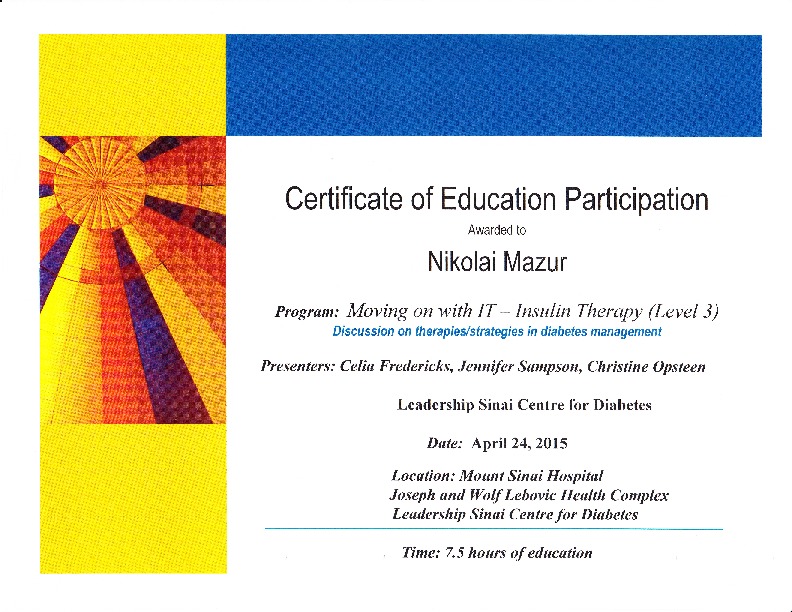 Certificate of Education Participation
Awarded to
Nikolai Mazur
Program: Moving on with IT – Insulin Therapy (Level 3)
Discussion on therapies/strategies in diabetes management
Presenters: Celia Fredericks, Jennifer Sampson, Christine Opsteen
Leadership Sinai Centre for Diabetes
Date: April 24, 2015
Location: Mount Sinai Hospital
Joseph and Wolf Lebovic Health Complex
Leadership Sinai Centre for Diabetes
Time: 7.5 hours of education